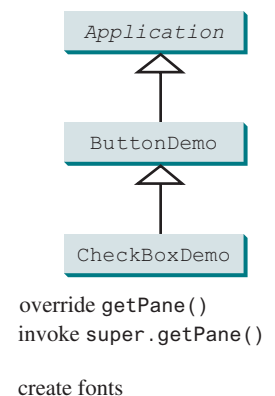 Application
ButtonDemo
CheckBoxDemo
override getPane()
invoke super.getPane()
create fonts